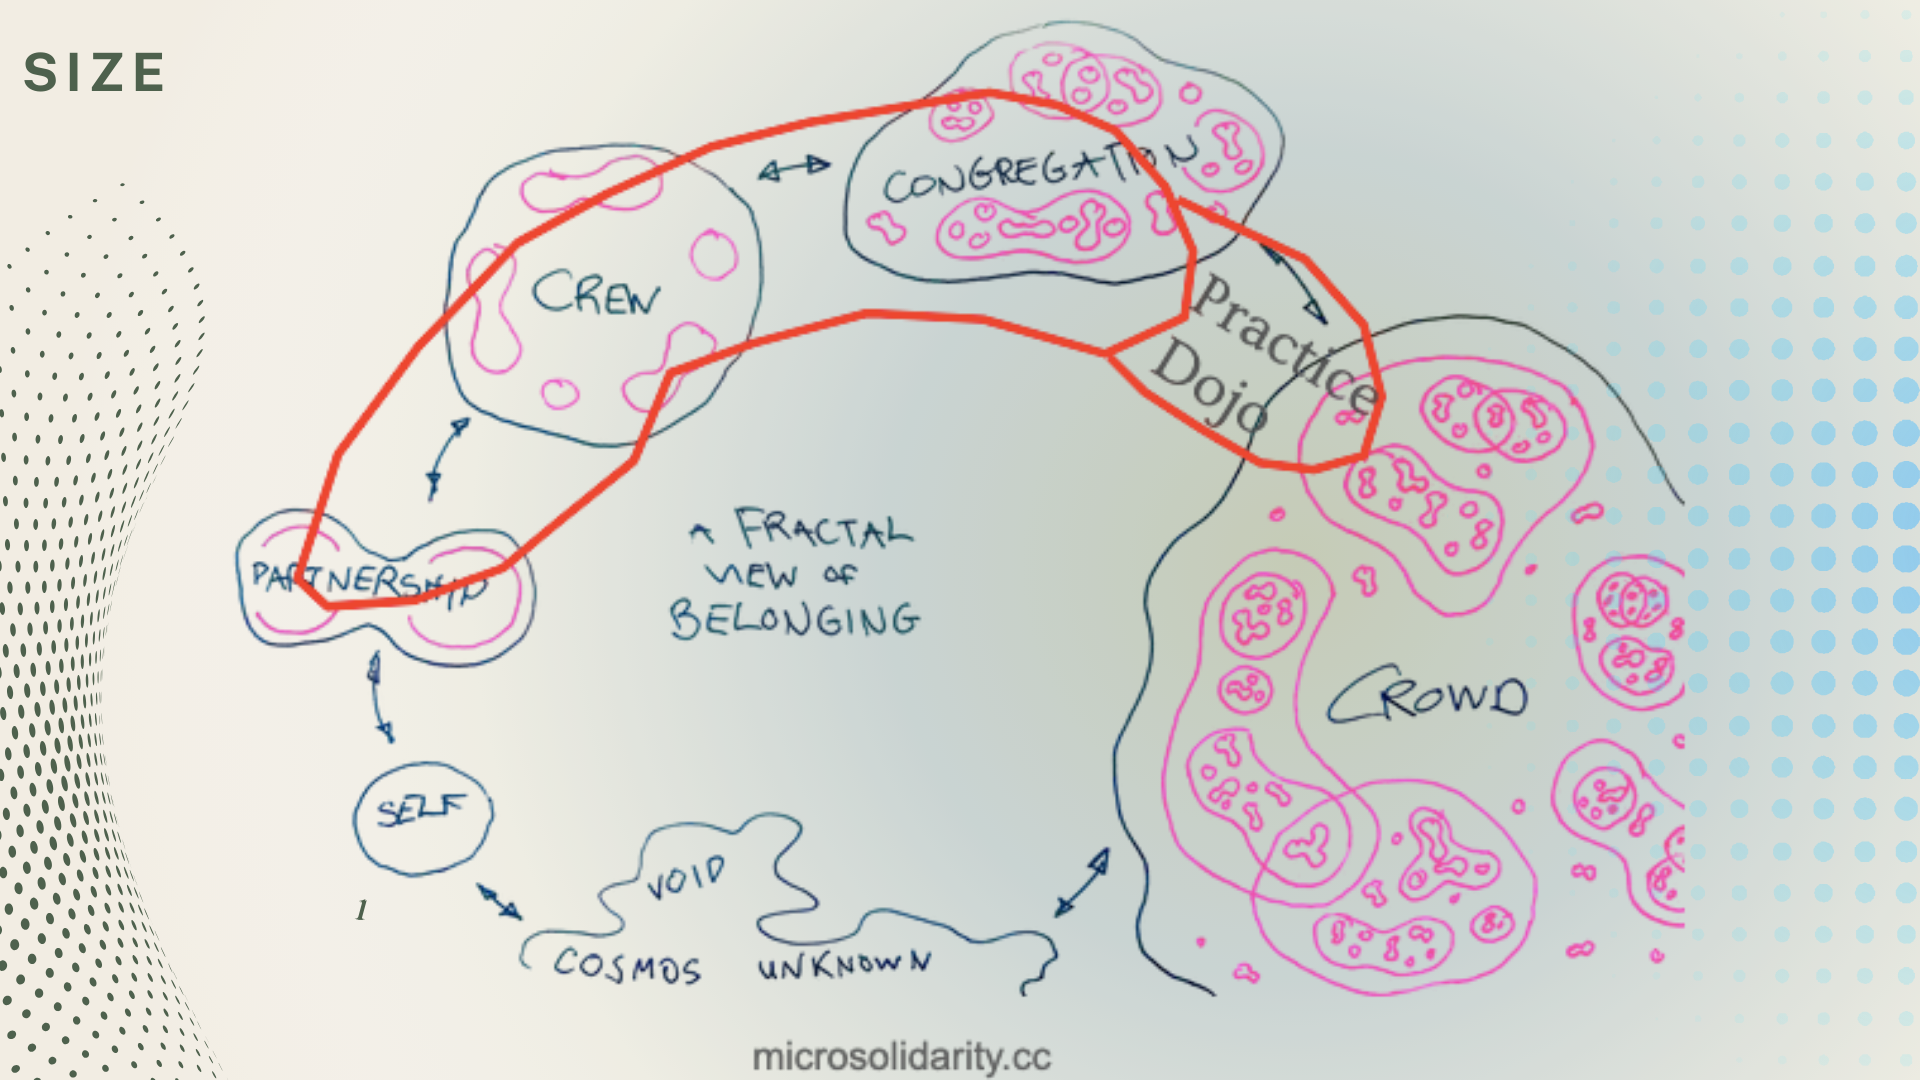 SIZE
CONGREGATION
CREW
Practice
Dojo
PARTNERSHIP
A FRACTAL
VIEW OF
BELONGING
CROWD
SELF
VOID
1
COSMOS UNKNOWN
microsolidarity.cc